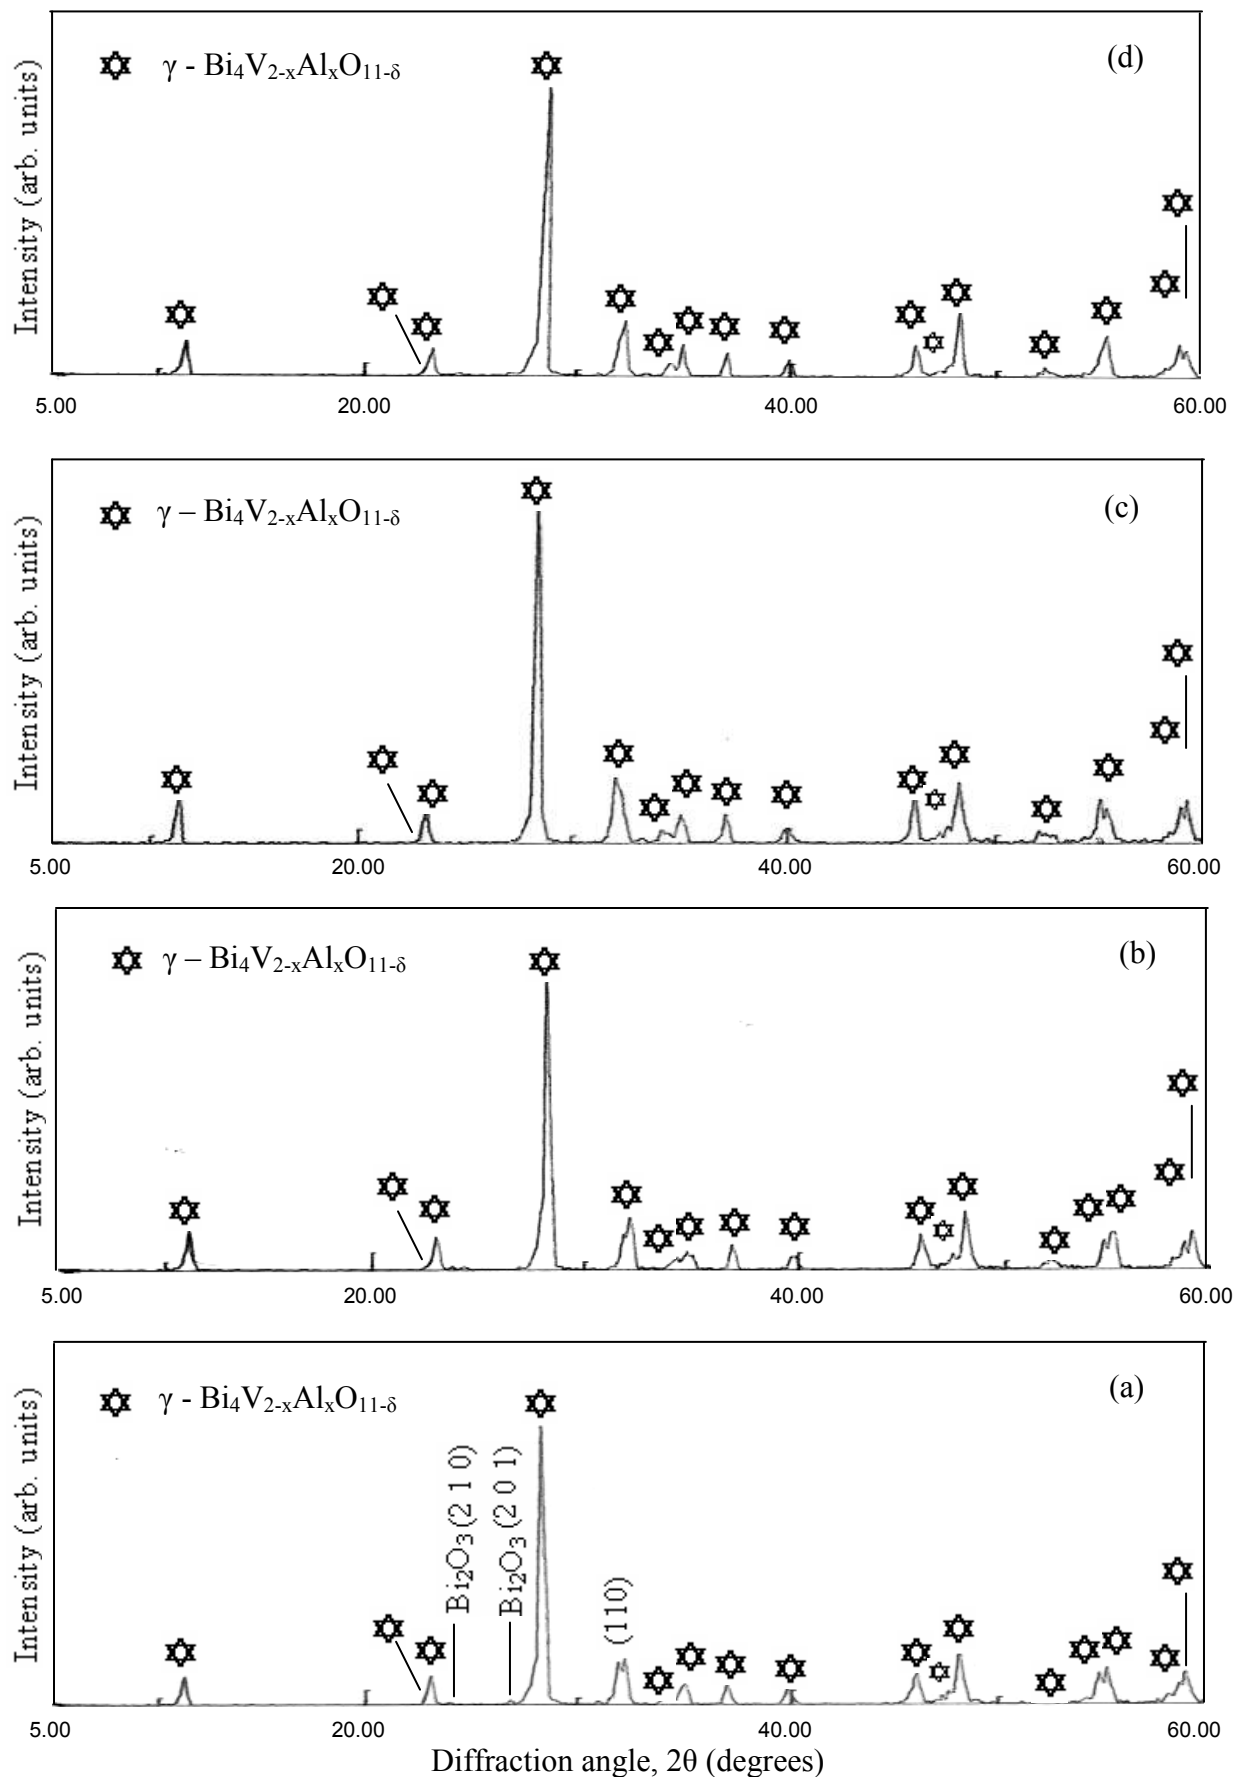 Intensity (arb. units)
γ - Bi₄V₂₋ₓAlₓO₁₁₋δ
(d)
5.00 20.00 40.00 60.00
Intensity (arb. units)
γ – Bi₄V₂₋ₓAlₓO₁₁₋δ
(c)
5.00 20.00 40.00 60.00
Intensity (arb. units)
γ – Bi₄V₂₋ₓAlₓO₁₁₋δ
(b)
5.00 20.00 40.00 60.00
Intensity (arb. units)
γ - Bi₄V₂₋ₓAlₓO₁₁₋δ
(a)
Bi₂O₃ (2 1 0)
Bi₂O₃ (2 0 1)
(110)
5.00 20.00 40.00 60.00
Diffraction angle, 2θ (degrees)